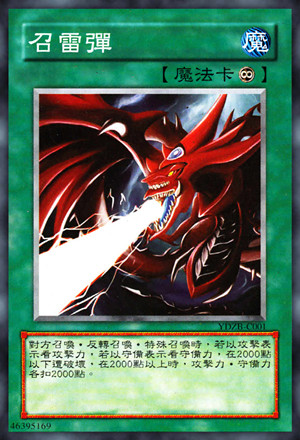 召雷彈
魔
【魔法卡♾】
YDZB-C001
對方召喚・反轉召喚・特殊召喚時，若以攻擊表
示看攻擊力，若以守備表示看守備力，在2000點
以下遭破壞，在2000點以上時，攻擊力・守備力
各扣2000點。
46395169